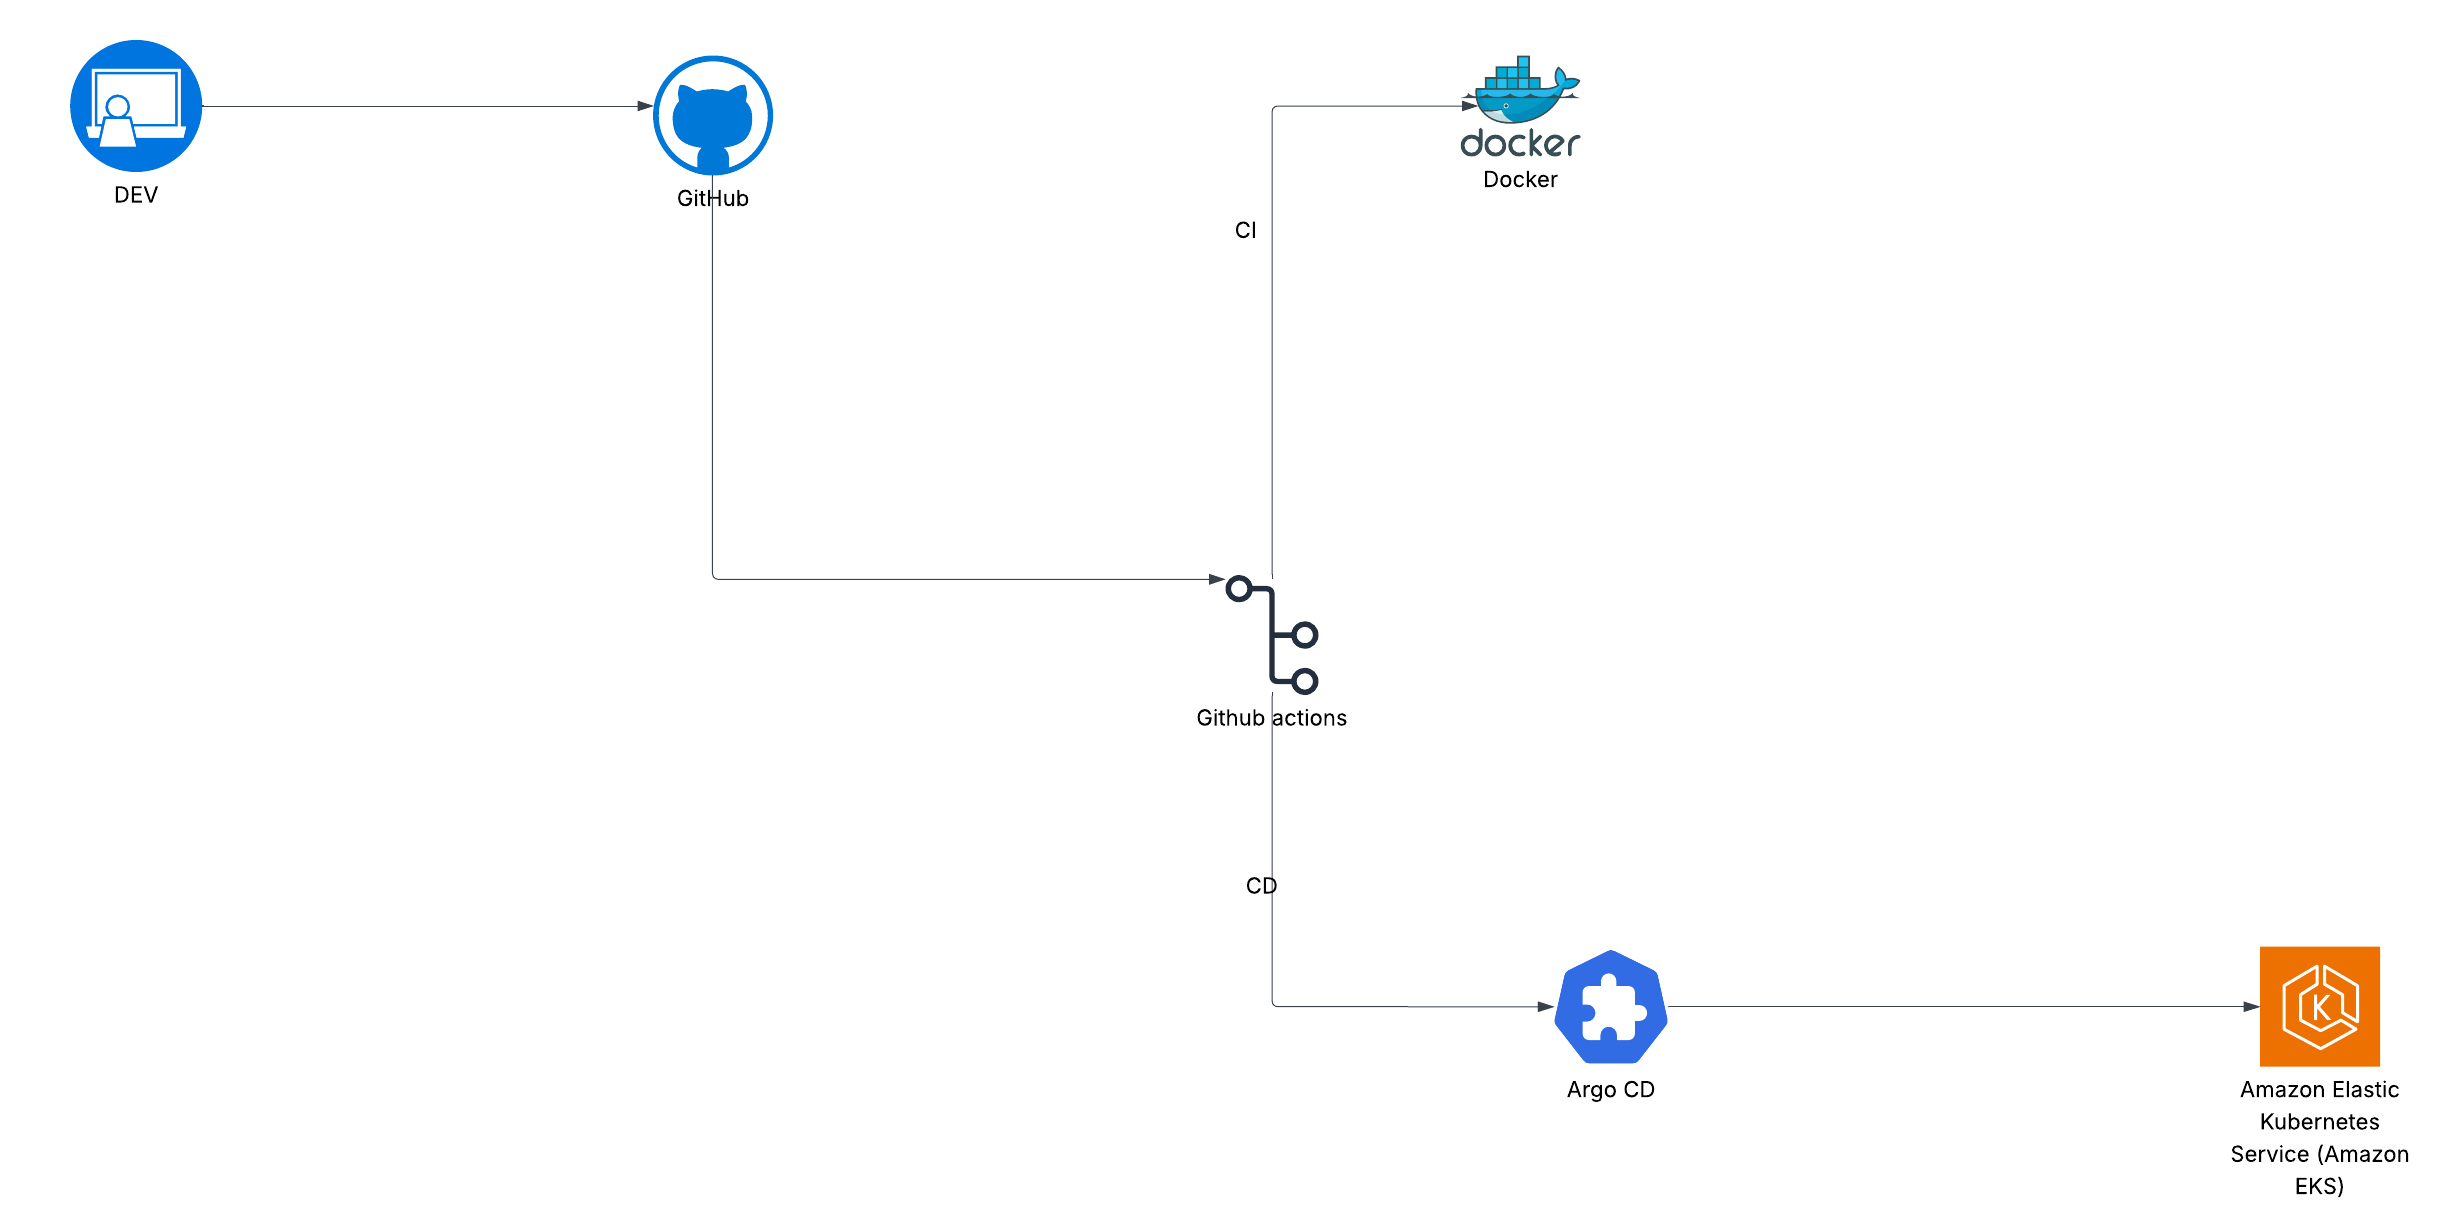 DEV
GitHub
docker
Docker
CI
Github actions
CD
Argo CD
K
Amazon Elastic
Kubernetes
Service (Amazon
EKS)